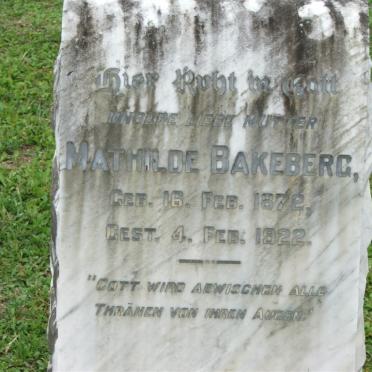 Hier Ruht in Gott
UNSERE LIEBE MUTTER
MATHILDE BAKEBERG,
GEB. 18. FEB. 1872,
GEST. 4. FEB. 1922.
"GOTT WIRD ABWISCHEN ALLE
THRÄNEN VON IHREN AUGEN."